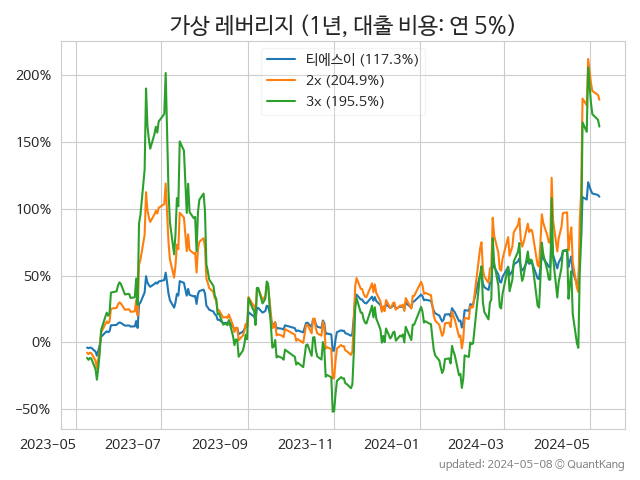 가상 레버리지 (1년, 대출 비용: 연 5%)
티에스이 (117.3%)
2x (204.9%)
3x (195.5%)
200%
150%
100%
50%
0%
−50%
2023-05
2023-07
2023-09
2023-11
2024-01
2024-03
2024-05
updated: 2024-05-08 © QuantKang